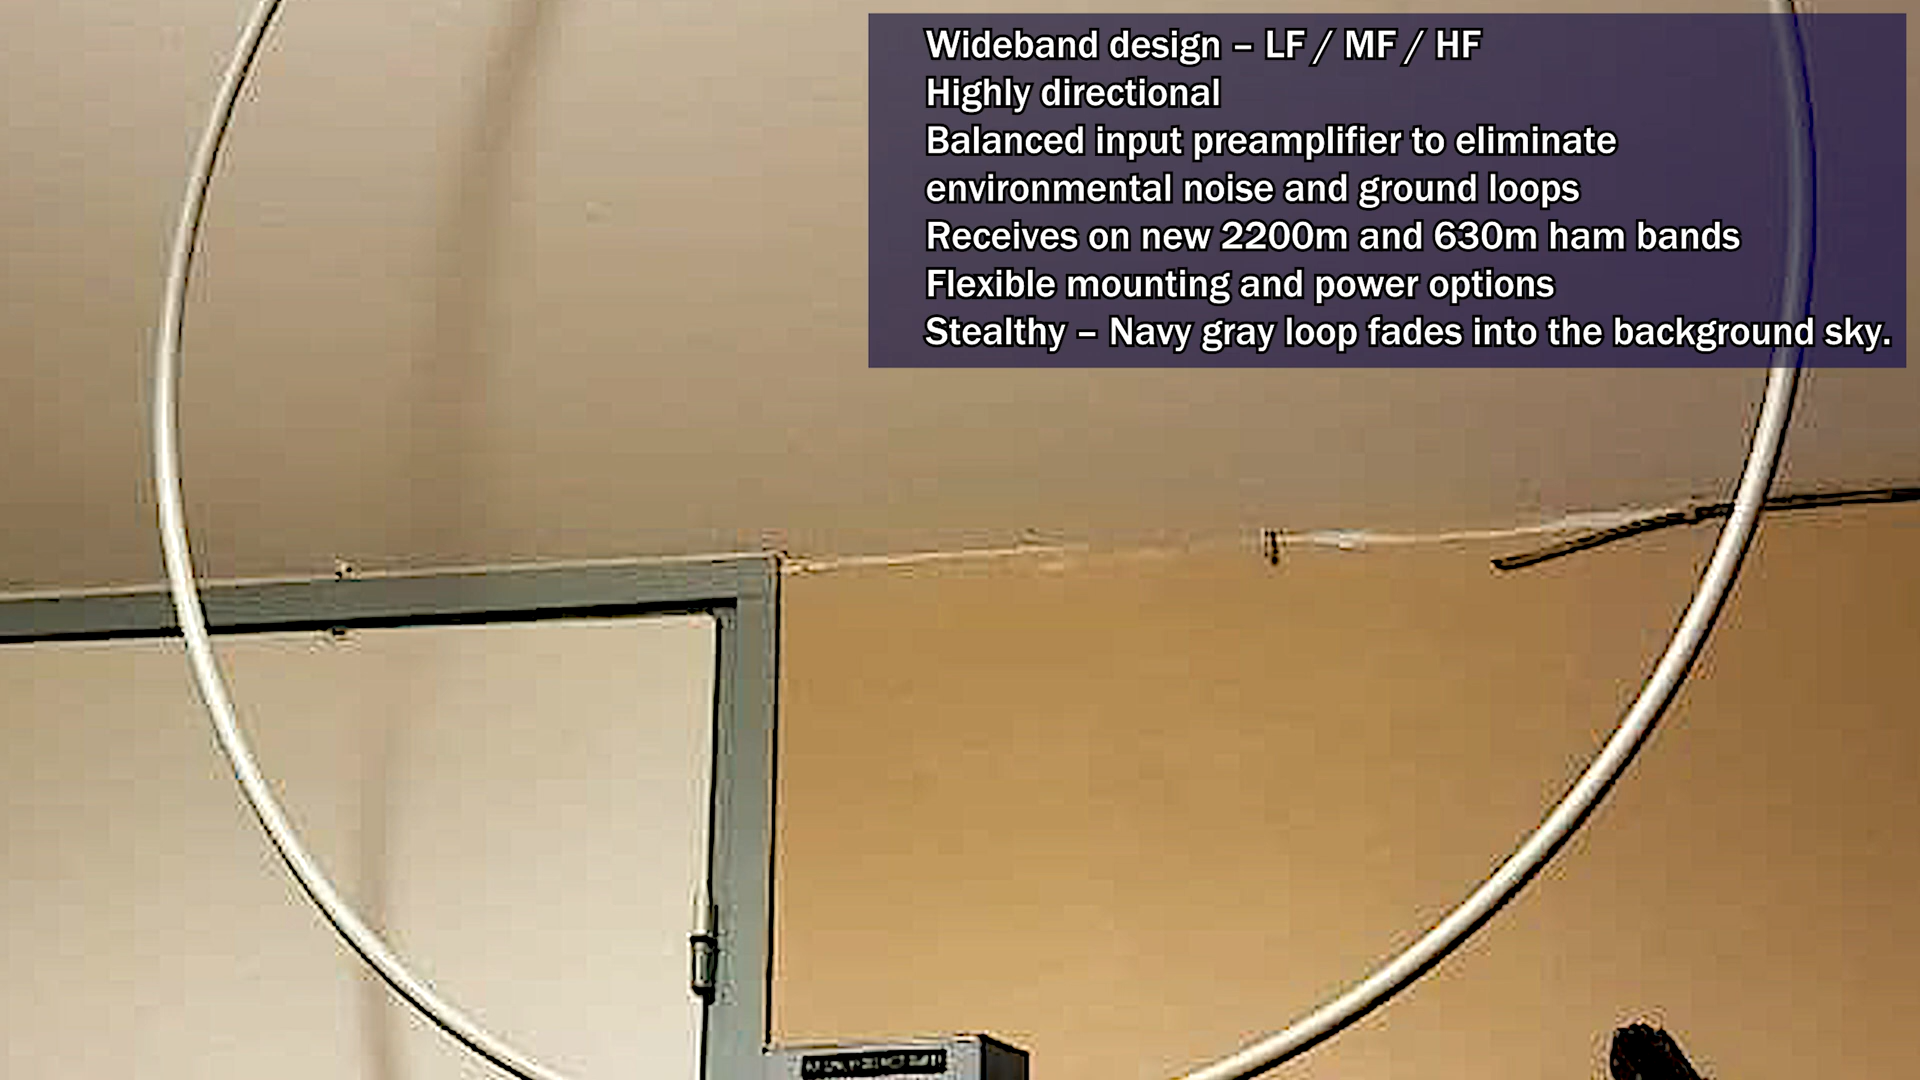 Wideband design – LF / MF / HF
Highly directional
Balanced input preamplifier to eliminate
environmental noise and ground loops
Receives on new 2200m and 630m ham bands
Flexible mounting and power options
Stealthy – Navy gray loop fades into the background sky.